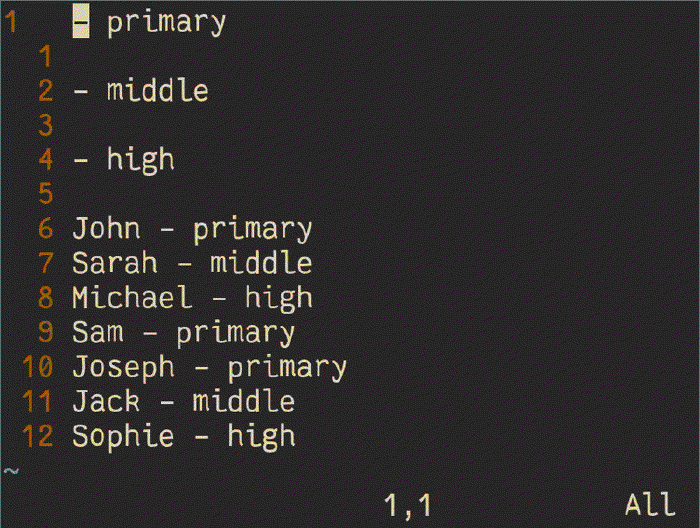 1 - primary
1
2 - middle
3
4 - high
5
6 John - primary
7 Sarah - middle
8 Michael - high
9 Sam - primary
10 Joseph - primary
11 Jack - middle
12 Sophie - high
~
1,1 All